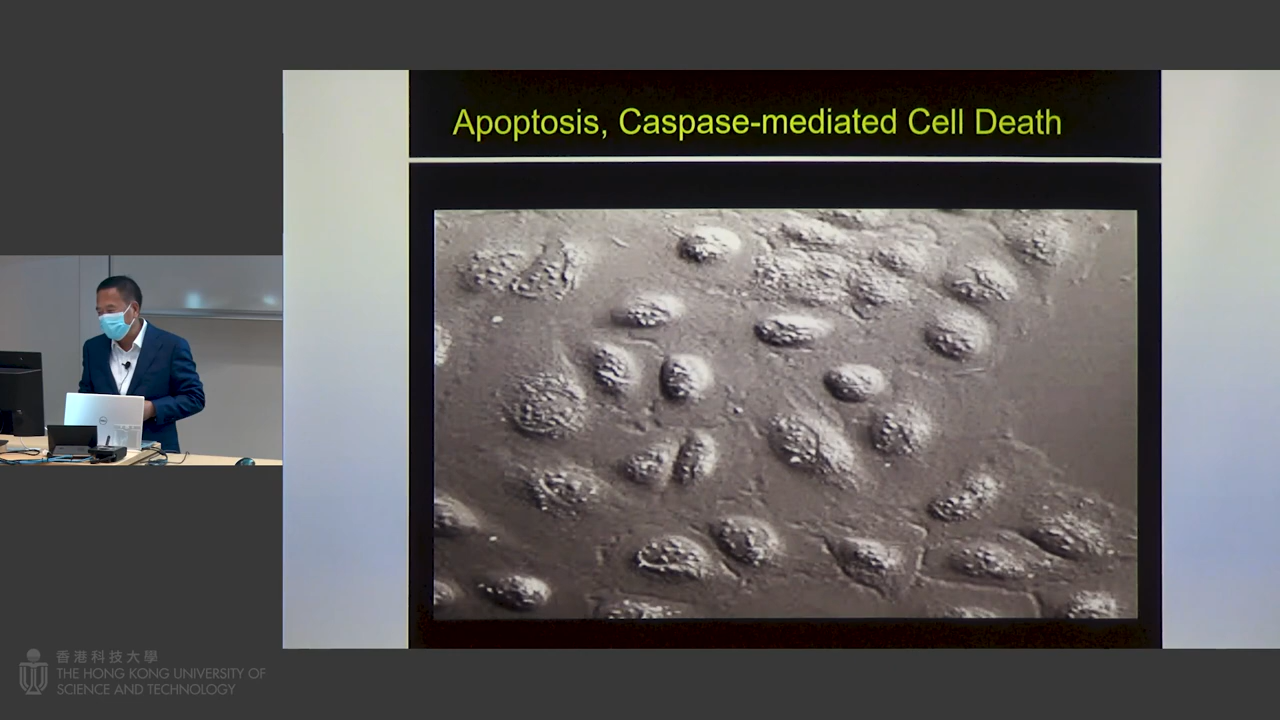 Apoptosis, Caspase-mediated Cell Death
香港科技大學
THE HONG KONG UNIVERSITY OF
SCIENCE AND TECHNOLOGY